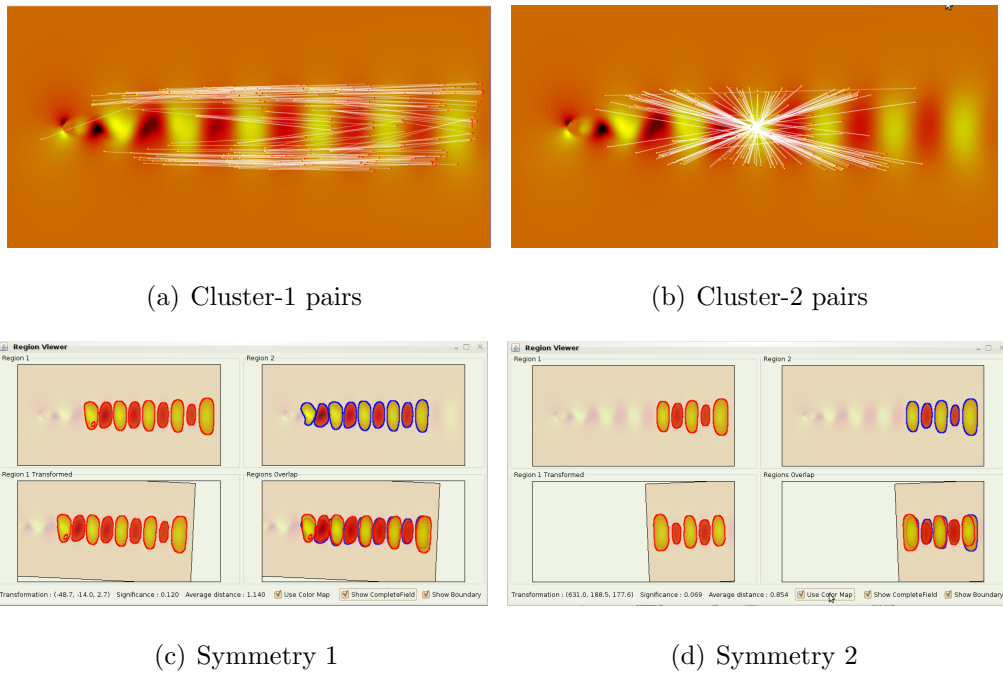 (a) Cluster-1 pairs
(b) Cluster-2 pairs
Region Viewer
Region 1
Region 2
Region 1 Transformed
Regions Overlap
Transformation : (-48.7, -14.0, 2.7) Significance : 0.120 Average distance : 1.140 Use Color Map Show CompleteField Show Boundary
Region Viewer
Region 1
Region 2
Region 1 Transformed
Regions Overlap
Transformation : (631.0, 188.5, 177.6) Significance : 0.069 Average distance : 0.854 Use Color Map Show CompleteField Show Boundary
(c) Symmetry 1
(d) Symmetry 2